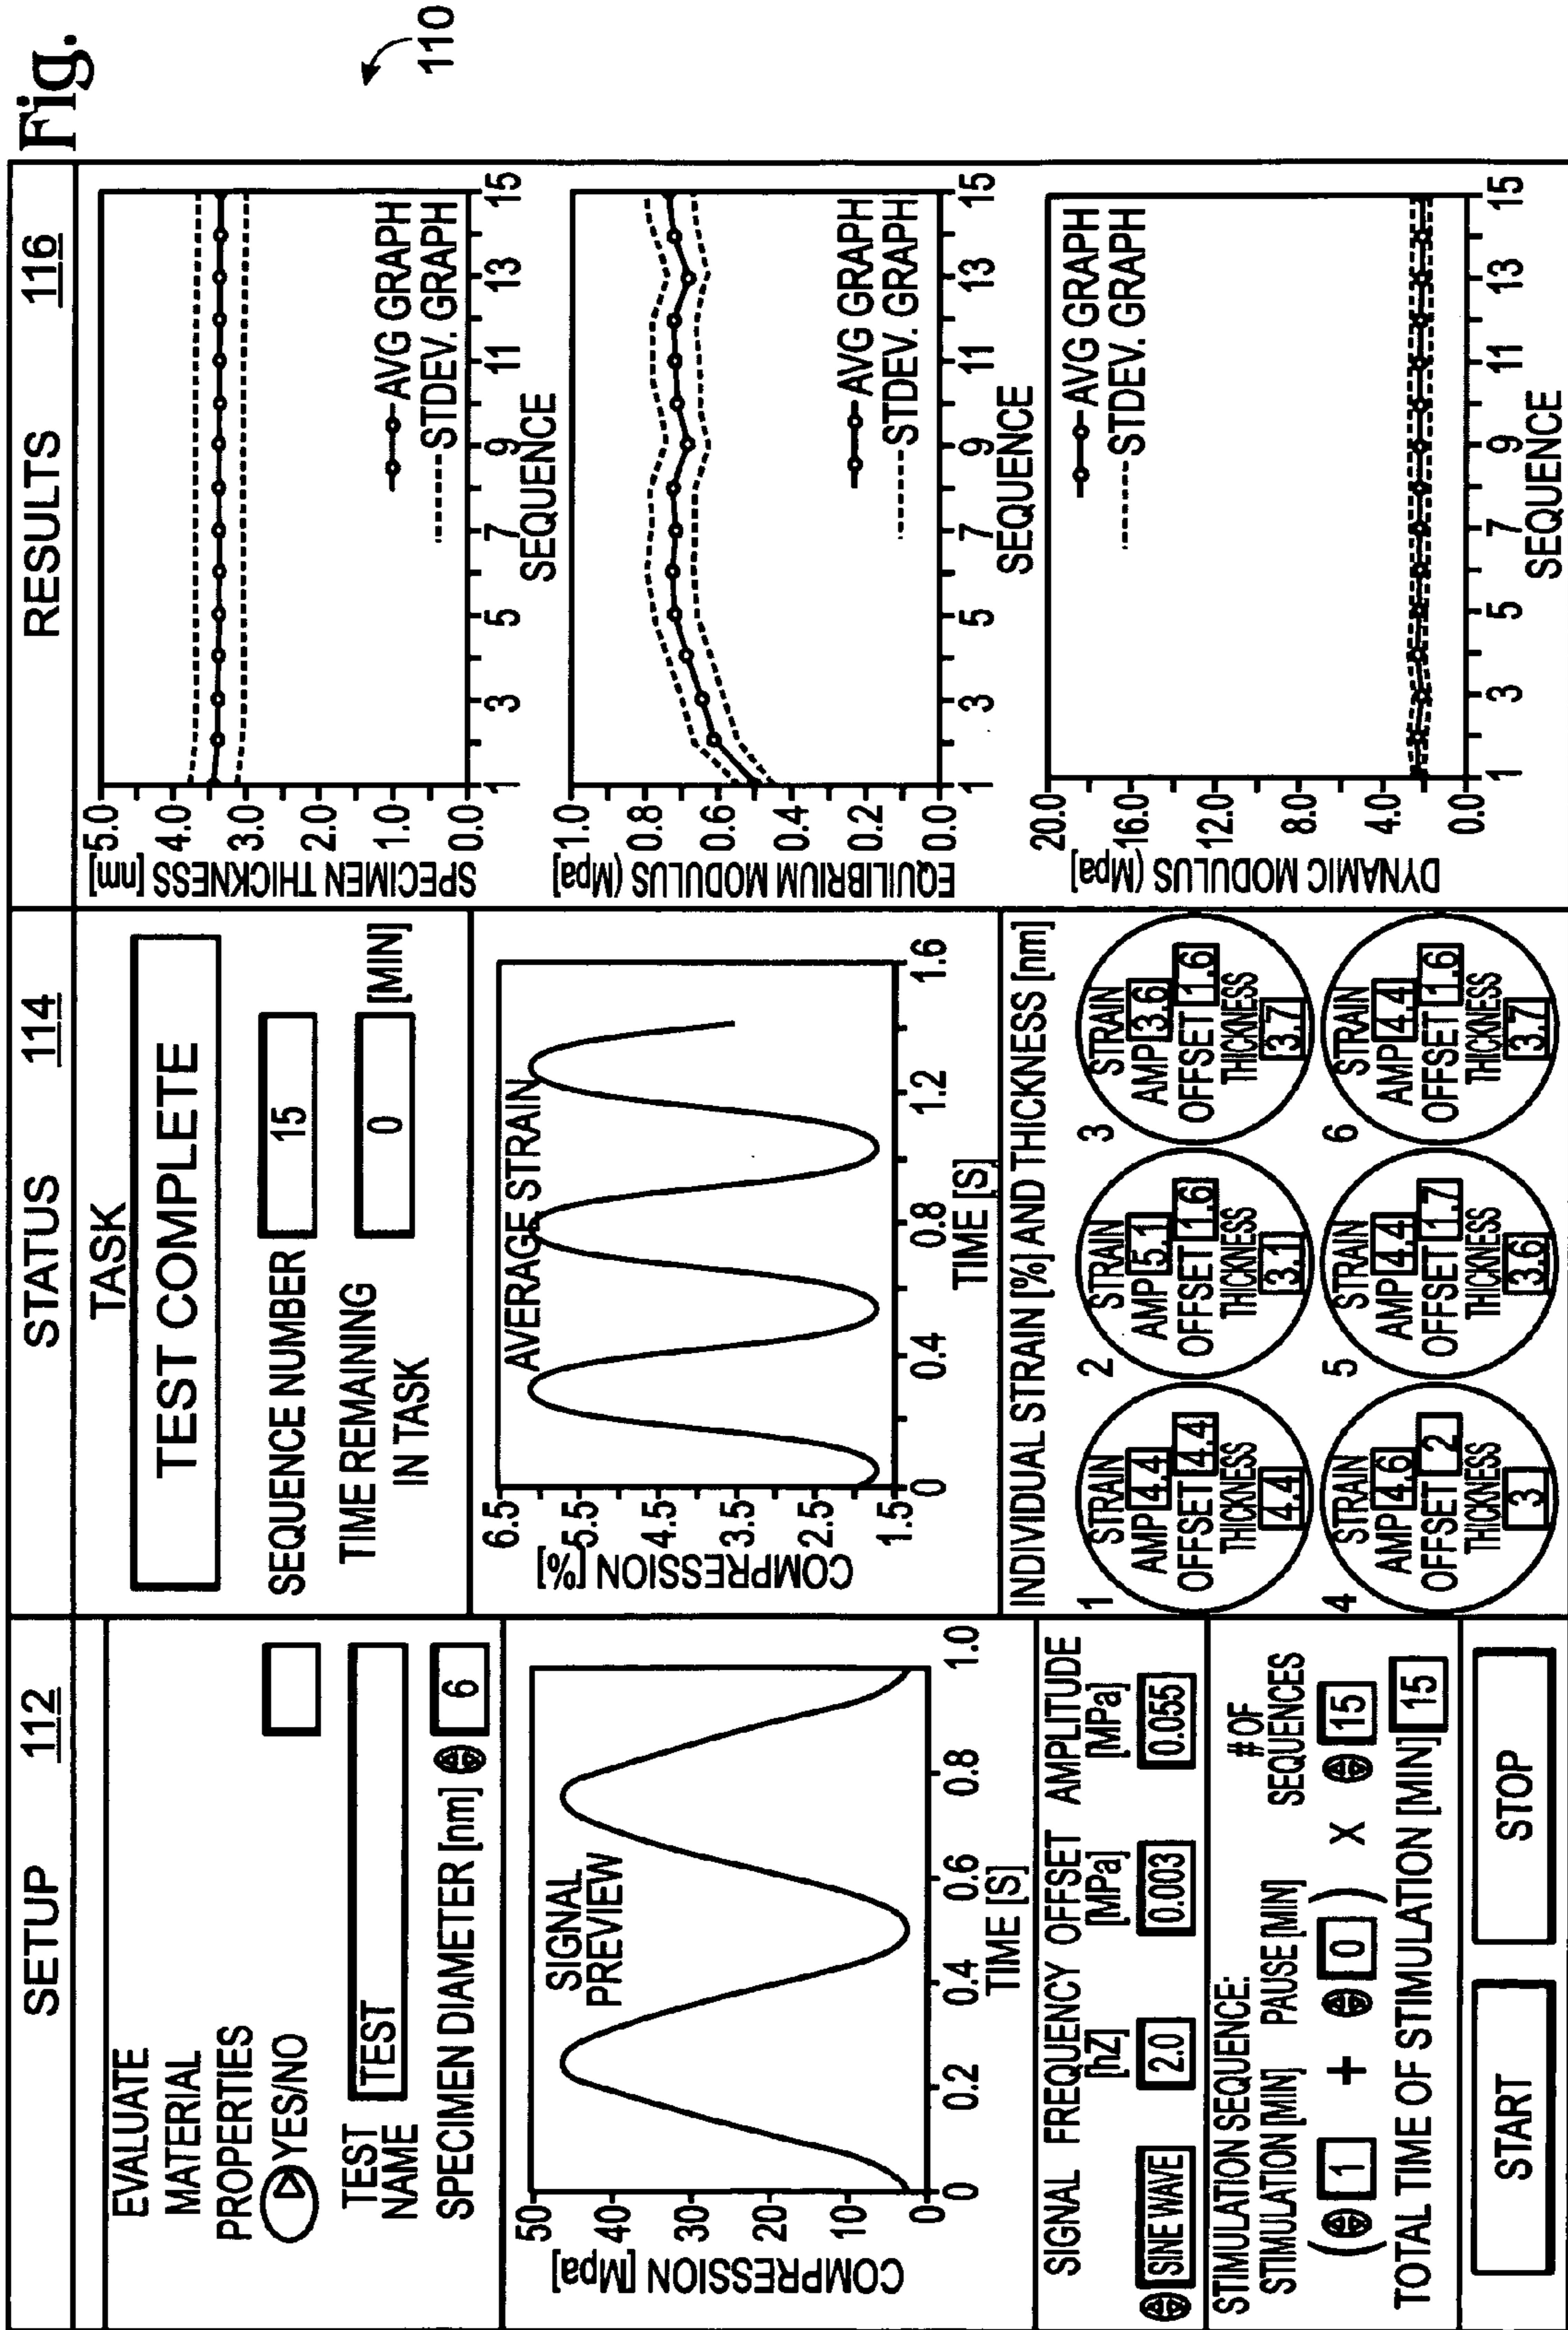 Fig.
110
SETUP 112
EVALUATE
MATERIAL
PROPERTIES
YES/NO
TEST
NAME
TEST
SPECIMEN DIAMETER [nm] 6
SIGNAL
PREVIEW
COMPRESSION [Mpa]
50
40
30
20
10
0
0 0.2 0.4 0.6 0.8 1.0
TIME [S]
SIGNAL FREQUENCY OFFSET AMPLITUDE
[hZ] [MPa] [MPa]
SINE WAVE 2.0 0.003 0.055
STIMULATION SEQUENCE:
# OF
STIMULATION [MIN] PAUSE [MIN] SEQUENCES
( 1 + 0 ) X 15
TOTAL TIME OF STIMULATION [MIN] 15
START STOP
STATUS 114
TASK
TEST COMPLETE
SEQUENCE NUMBER 15
TIME REMAINING
IN TASK
0 [MIN]
AVERAGE STRAIN
COMPRESSION [%]
6.5
5.5
4.5
3.5
2.5
1.5
0 0.4 0.8 1.2 1.6
TIME [S]
INDIVIDUAL STRAIN [%] AND THICKNESS [nm]
1
STRAIN
AMP 4.4
OFFSET 4.4
THICKNESS
4.4
2
STRAIN
AMP 5.1
OFFSET 1.6
THICKNESS
3.1
3
STRAIN
AMP 3.6
OFFSET 1.6
THICKNESS
3.7
4
STRAIN
AMP 4.6
OFFSET 2
THICKNESS
3
5
STRAIN
AMP 4.4
OFFSET 1.7
THICKNESS
3.6
6
STRAIN
AMP 4.4
OFFSET 1.6
THICKNESS
3.7
RESULTS 116
SPECIMEN THICKNESS [nm]
5.0
4.0
3.0
2.0
1.0
0.0
AVG GRAPH
STDEV. GRAPH
1 3 5 7 9 11 13 15
SEQUENCE
EQUILIBRIUM MODULUS (Mpa]
1.0
0.8
0.6
0.4
0.2
0.0
AVG GRAPH
STDEV. GRAPH
1 3 5 7 9 11 13 15
SEQUENCE
DYNAMIC MODULUS (Mpa]
20.0
16.0
12.0
8.0
4.0
0.0
AVG GRAPH
STDEV. GRAPH
1 3 5 7 9 11 13 15
SEQUENCE